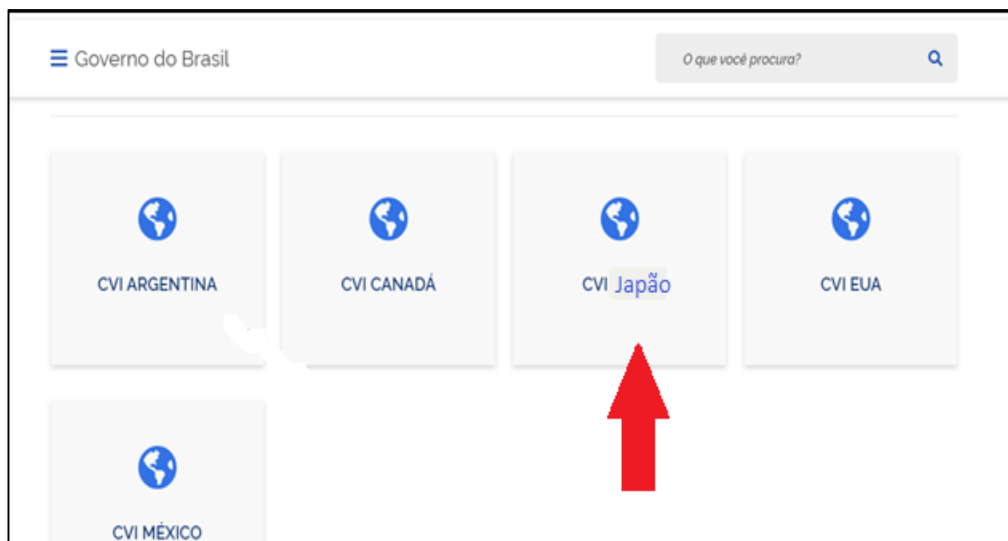 Governo do Brasil
O que você procura?
CVI ARGENTINA
CVI CANADÁ
CVI Japão
CVI EUA
CVI MÉXICO